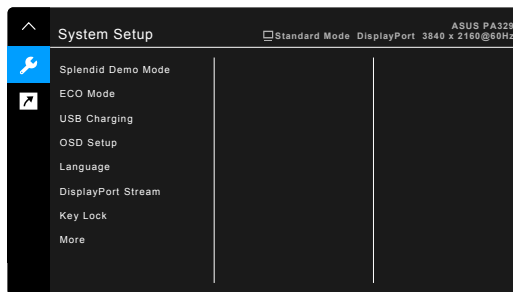 ASUS PA329
System Setup
Standard Mode DisplayPort 3840 x 2160@60Hz
Splendid Demo Mode
ECO Mode
USB Charging
OSD Setup
Language
DisplayPort Stream
Key Lock
More